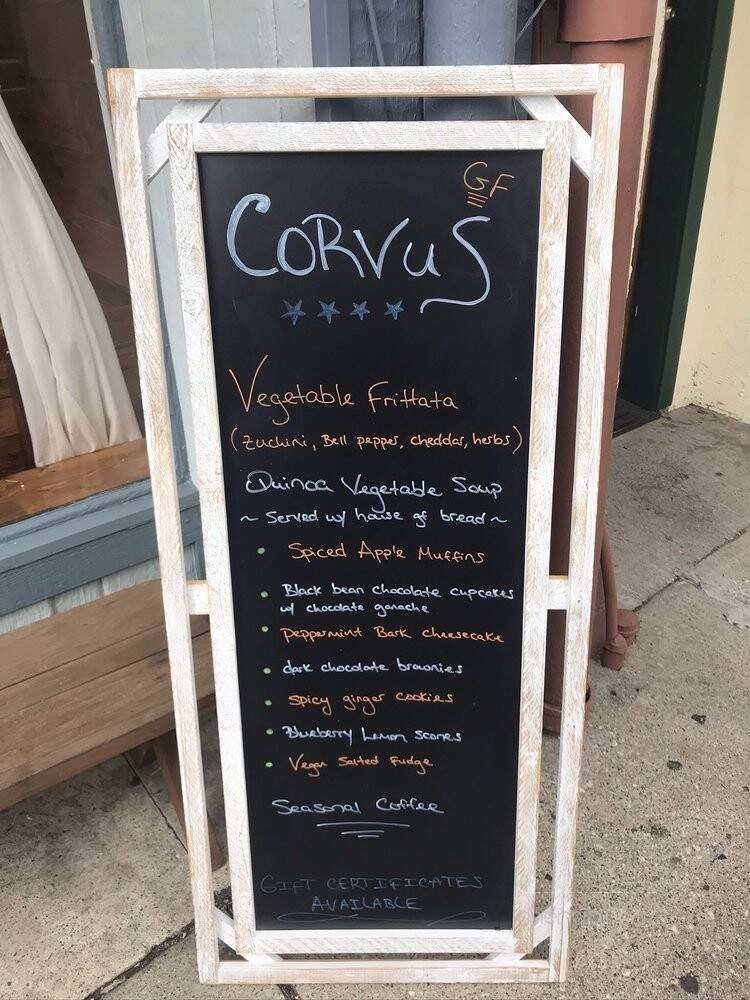 GF
CORVUS
Vegetable Frittata
(Zuchini, Bell pepper, cheddar, herbs)
Quinoa Vegetable Soup
~ Served w/ house gf bread ~
• Spiced Apple Muffins
• Black bean chocolate cupcakes
w/ chocolate ganache
• Peppermint Bark cheesecake
• dark chocolate brownies
• Spicy ginger cookies
• Blueberry Lemon scones
• Vegan Salted Fudge
Seasonal Coffee
GIFT CERTIFICATES
AVAILABLE